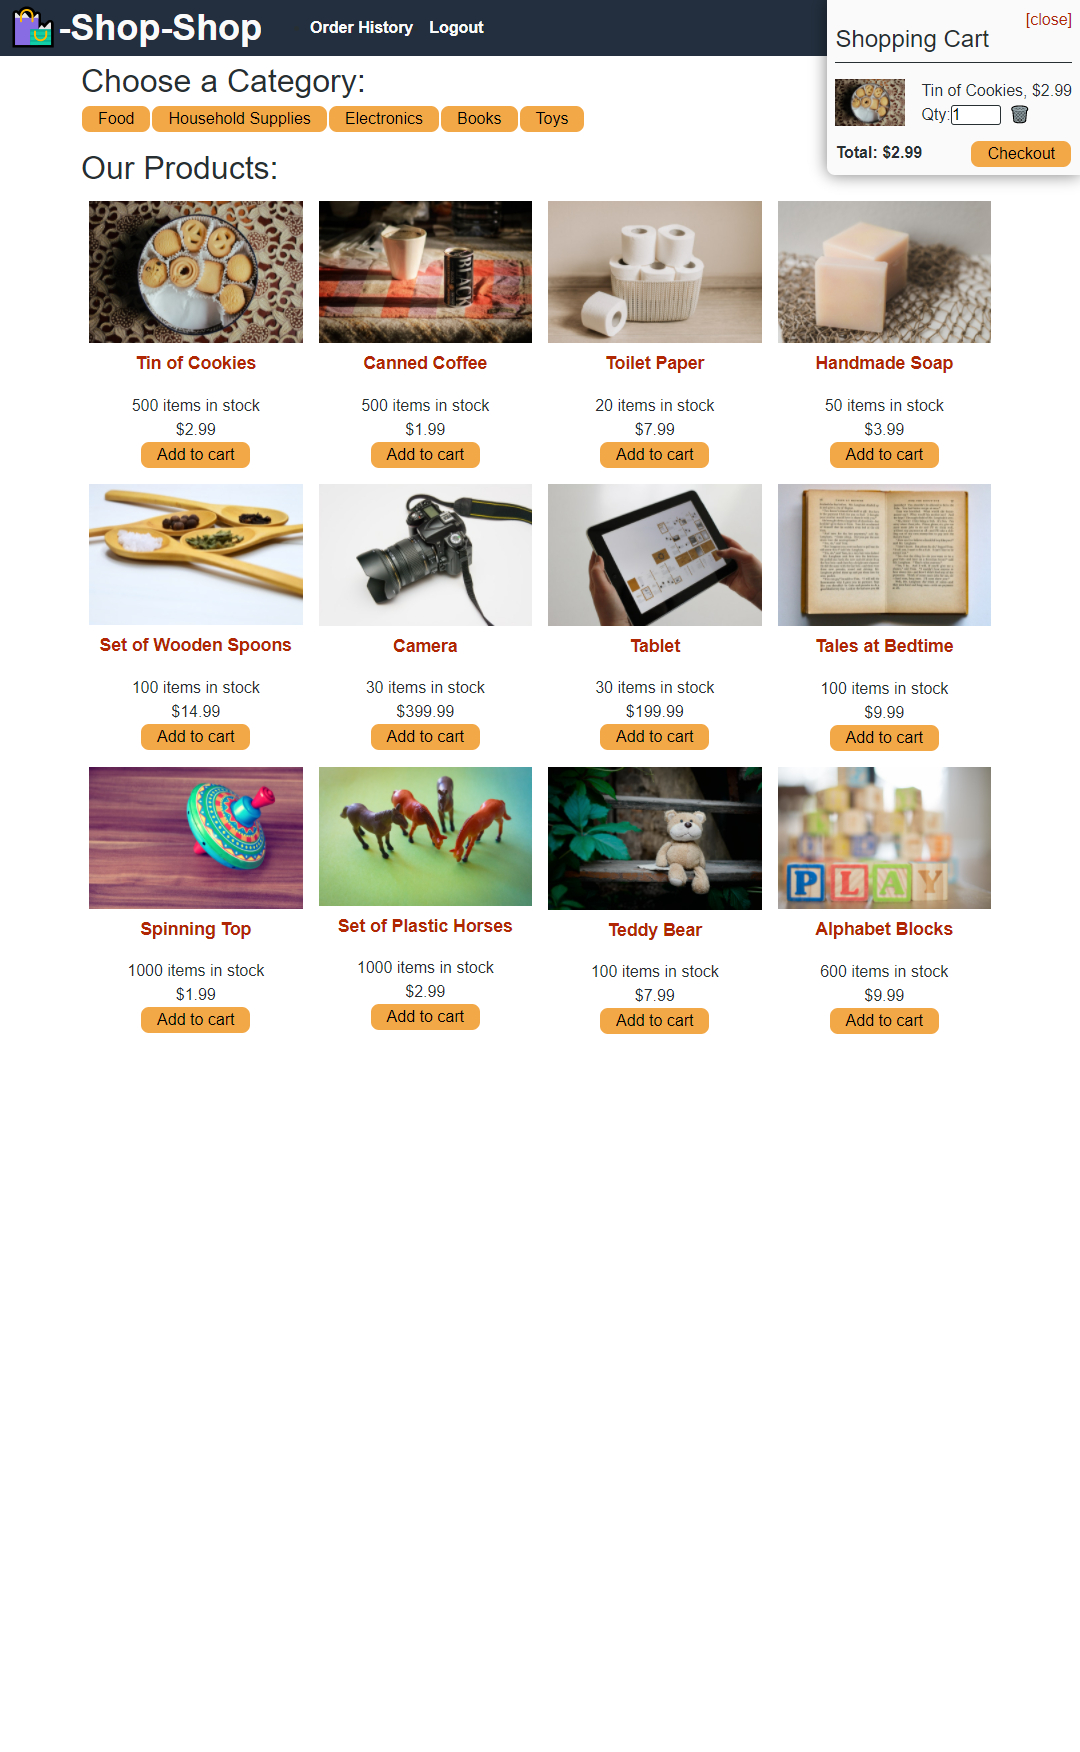 -Shop-Shop
Order History Logout
[close]
Shopping Cart
Tin of Cookies, $2.99
Qty:1
Total: $2.99 Checkout
Choose a Category:
Food Household Supplies Electronics Books Toys
Our Products:
Tin of Cookies Canned Coffee Toilet Paper Handmade Soap
500 items in stock 500 items in stock 20 items in stock 50 items in stock
$2.99 $1.99 $7.99 $3.99
Add to cart Add to cart Add to cart Add to cart
Set of Wooden Spoons Camera Tablet Tales at Bedtime
100 items in stock 30 items in stock 30 items in stock 100 items in stock
$14.99 $399.99 $199.99 $9.99
Add to cart Add to cart Add to cart Add to cart
PLAY
Spinning Top Set of Plastic Horses Teddy Bear Alphabet Blocks
1000 items in stock 1000 items in stock 100 items in stock 600 items in stock
$1.99 $2.99 $7.99 $9.99
Add to cart Add to cart Add to cart Add to cart